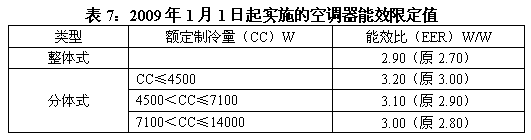 表 7：2009 年 1 月 1 日起实施的空调器能效限定值
类型 额定制冷量（CC）W 能效比（EER）W/W
整体式 2.90（原 2.70）
分体式 CC≤4500 3.20（原 3.00）
4500＜CC≤7100 3.10（原 2.90）
7100＜CC≤14000 3.00（原 2.80）